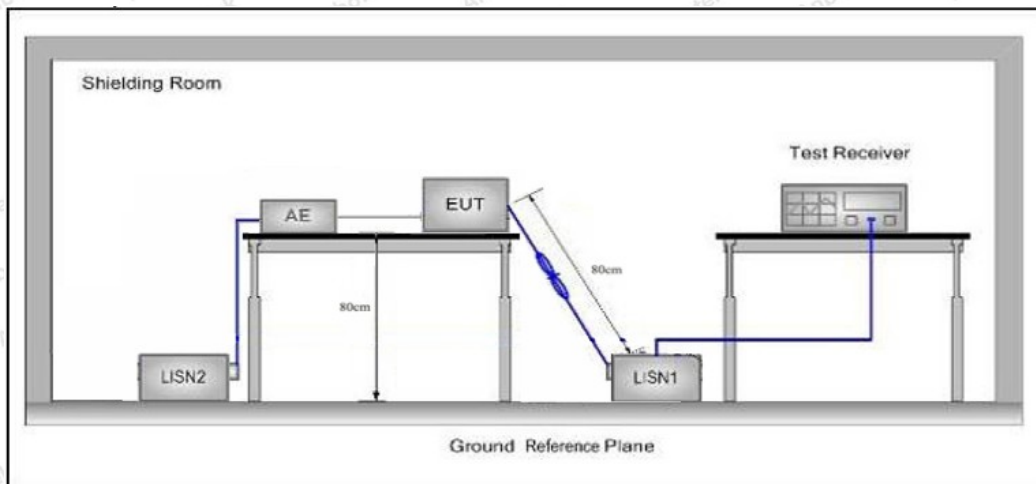 Shielding Room
Test Receiver
AE
EUT
80cm
80cm
LISN2
LISN1
Ground Reference Plane